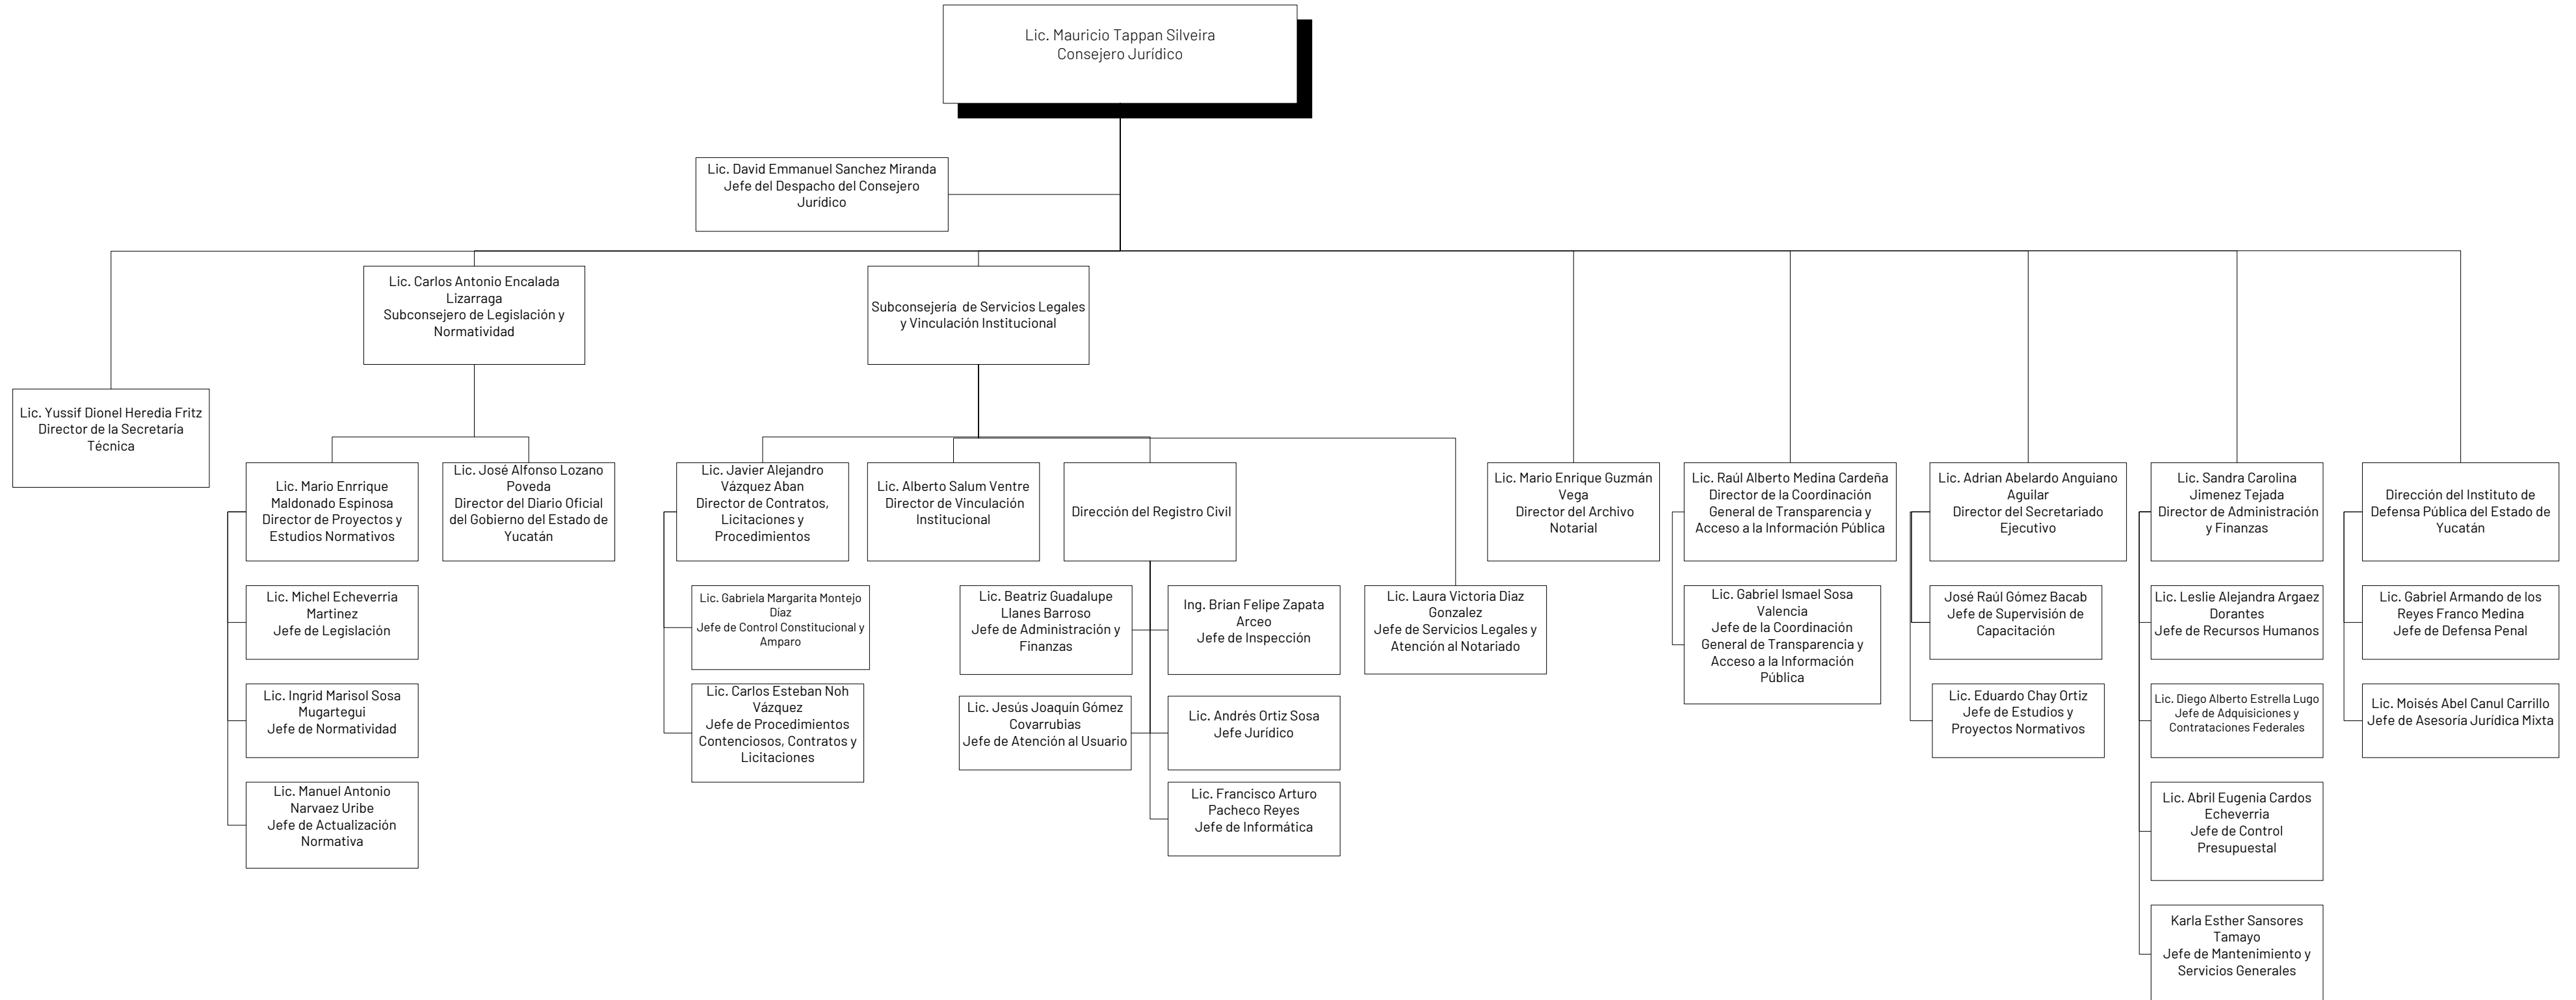 Lic. Mauricio Tappan Silveira
Consejero Jurídico
Lic. David Emmanuel Sanchez Miranda
Jefe del Despacho del Consejero
Jurídico
Lic. Carlos Antonio Encalada
Lizarraga
Subconsejero de Legislación y
Normatividad
Subconsejería de Servicios Legales
y Vinculación Institucional
Lic. Yussif Dionel Heredia Fritz
Director de la Secretaría
Técnica
Lic. Mario Enrrique
Maldonado Espinosa
Director de Proyectos y
Estudios Normativos
Lic. José Alfonso Lozano
Poveda
Director del Diario Oficial
del Gobierno del Estado de
Yucatán
Lic. Javier Alejandro
Vázquez Aban
Director de Contratos,
Licitaciones y
Procedimientos
Lic. Alberto Salum Ventre
Director de Vinculación
Institucional
Dirección del Registro Civil
Lic. Mario Enrique Guzmán
Vega
Director del Archivo
Notarial
Lic. Raúl Alberto Medina Cardeña
Director de la Coordinación
General de Transparencia y
Acceso a la Información Pública
Lic. Adrian Abelardo Anguiano
Aguilar
Director del Secretariado
Ejecutivo
Lic. Sandra Carolina
Jimenez Tejada
Director de Administración
y Finanzas
Dirección del Instituto de
Defensa Pública del Estado de
Yucatán
Lic. Michel Echeverria
Martinez
Jefe de Legislación
Lic. Gabriela Margarita Montejo
Díaz
Jefe de Control Constitucional y
Amparo
Lic. Beatriz Guadalupe
Llanes Barroso
Jefe de Administración y
Finanzas
Ing. Brian Felipe Zapata
Arceo
Jefe de Inspección
Lic. Laura Victoria Diaz
Gonzalez
Jefe de Servicios Legales y
Atención al Notariado
Lic. Gabriel Ismael Sosa
Valencia
Jefe de la Coordinación
General de Transparencia y
Acceso a la Información
Pública
José Raúl Gómez Bacab
Jefe de Supervisión de
Capacitación
Lic. Leslie Alejandra Argaez
Dorantes
Jefe de Recursos Humanos
Lic. Gabriel Armando de los
Reyes Franco Medina
Jefe de Defensa Penal
Lic. Ingrid Marisol Sosa
Mugartegui
Jefe de Normatividad
Lic. Carlos Esteban Noh
Vázquez
Jefe de Procedimientos
Contenciosos, Contratos y
Licitaciones
Lic. Jesús Joaquín Gómez
Covarrubias
Jefe de Atención al Usuario
Lic. Andrés Ortiz Sosa
Jefe Jurídico
Lic. Eduardo Chay Ortiz
Jefe de Estudios y
Proyectos Normativos
Lic. Diego Alberto Estrella Lugo
Jefe de Adquisiciones y
Contrataciones Federales
Lic. Moisés Abel Canul Carrillo
Jefe de Asesoría Jurídica Mixta
Lic. Manuel Antonio
Narvaez Uribe
Jefe de Actualización
Normativa
Lic. Francisco Arturo
Pacheco Reyes
Jefe de Informática
Lic. Abril Eugenia Cardos
Echeverria
Jefe de Control
Presupuestal
Karla Esther Sansores
Tamayo
Jefe de Mantenimiento y
Servicios Generales